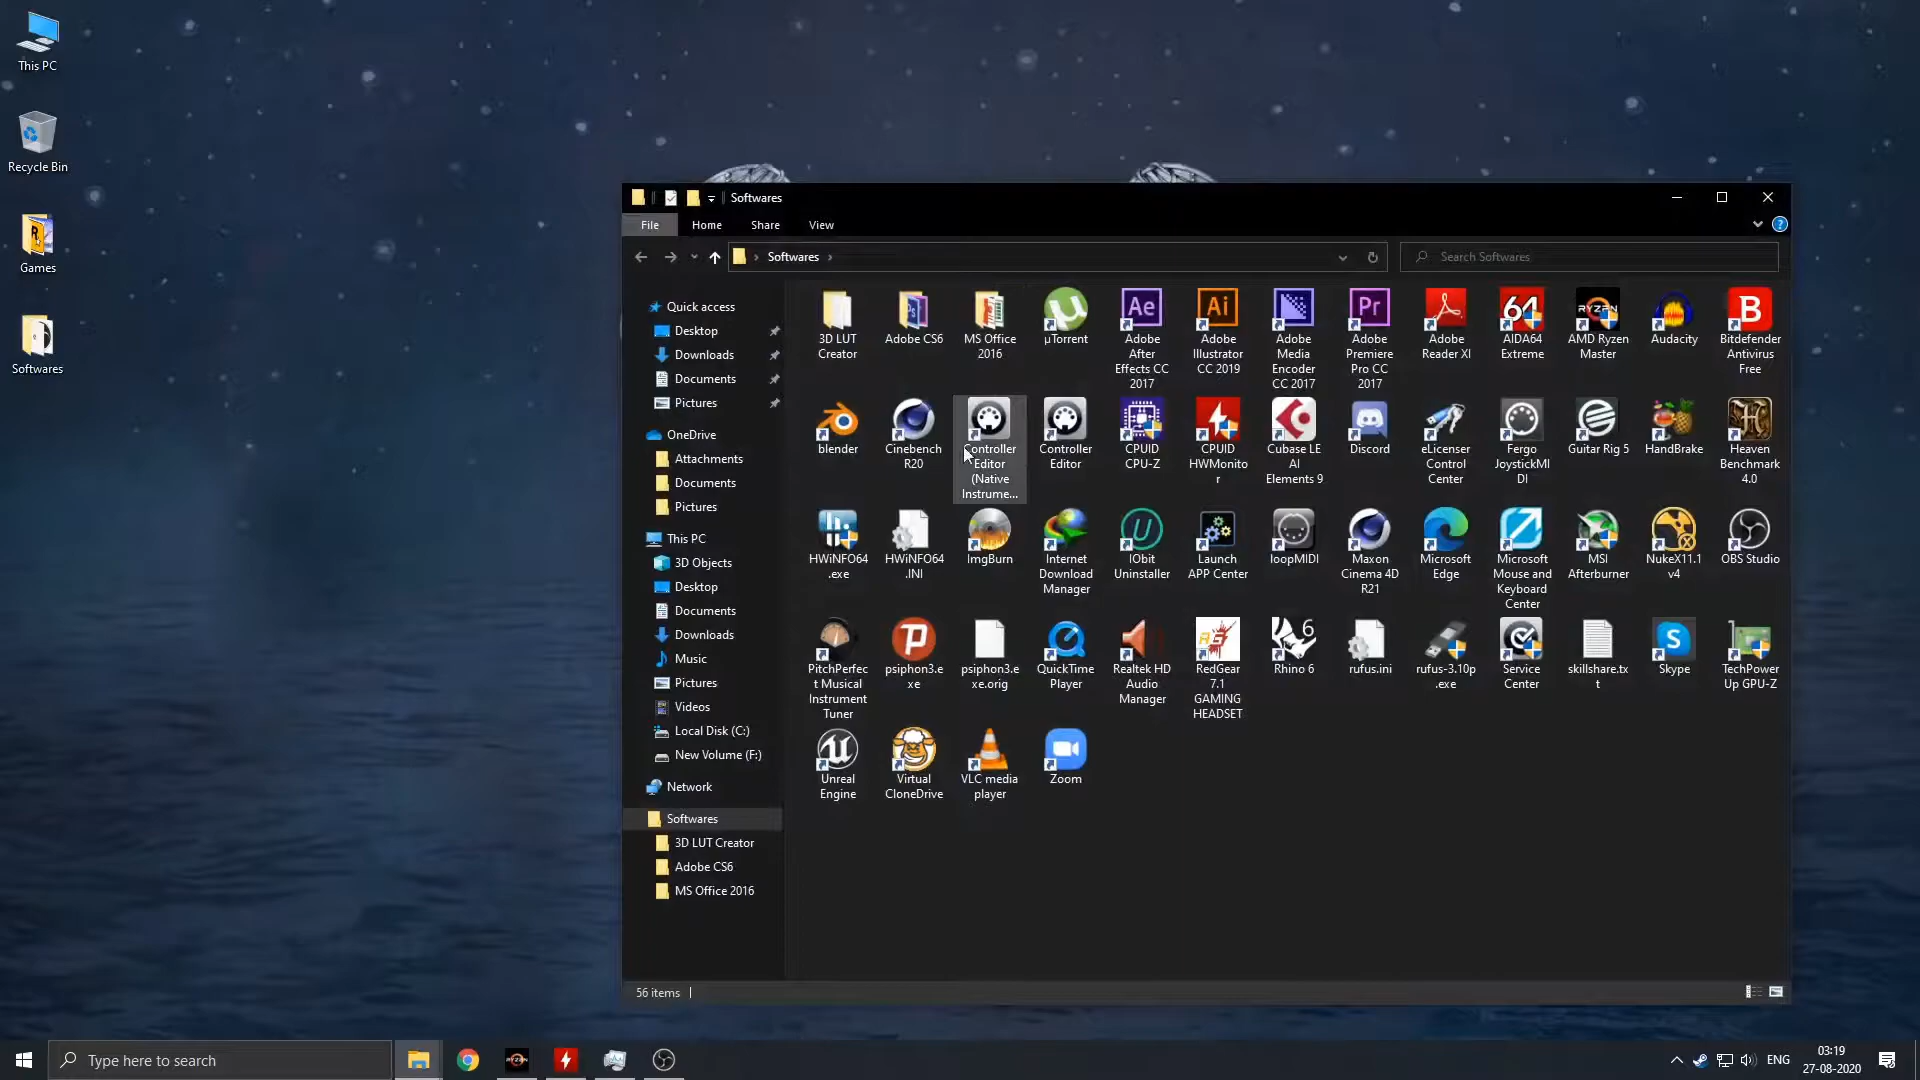 This PC
Recycle Bin
Games
Softwares
Softwares
File
Home
Share
View
Softwares
Search Softwares
Quick access
Desktop
Downloads
Documents
Pictures
OneDrive
Attachments
Documents
Pictures
This PC
3D Objects
Desktop
Documents
Downloads
Music
Pictures
Videos
Local Disk (C:)
New Volume (F:)
Network
Softwares
3D LUT Creator
Adobe CS6
MS Office 2016
3D LUT
Creator
Adobe CS6
MS Office
2016
µTorrent
Adobe
After
Effects CC
2017
Adobe
Illustrator
CC 2019
Adobe
Media
Encoder
CC 2017
Adobe
Premiere
Pro CC
2017
Adobe
Reader XI
AIDA64
Extreme
AMD Ryzen
Master
Audacity
Bitdefender
Antivirus
Free
blender
Cinebench
R20
Controller
Editor
(Native
Instrume...
Controller
Editor
CPUID
CPU-Z
CPUID
HWMonito
r
Cubase LE
AI
Elements 9
Discord
eLicenser
Control
Center
Fergo
JoystickMI
DI
Guitar Rig 5
HandBrake
Heaven
Benchmark
4.0
HWiNFO64
.exe
HWiNFO64
.INI
ImgBurn
Internet
Download
Manager
IObit
Uninstaller
Launch
APP Center
loopMIDI
Maxon
Cinema 4D
R21
Microsoft
Edge
Microsoft
Mouse and
Keyboard
Center
MSI
Afterburner
NukeX11.1
v4
OBS Studio
PitchPerfec
t Musical
Instrument
Tuner
psiphon3.e
xe
psiphon3.e
xe.orig
QuickTime
Player
Realtek HD
Audio
Manager
RedGear
7.1
GAMING
HEADSET
Rhino 6
rufus.ini
rufus-3.10p
.exe
Service
Center
skillshare.tx
t
Skype
TechPower
Up GPU-Z
Unreal
Engine
Virtual
CloneDrive
VLC media
player
Zoom
56 items
Type here to search
ENG
03:19
27-08-2020